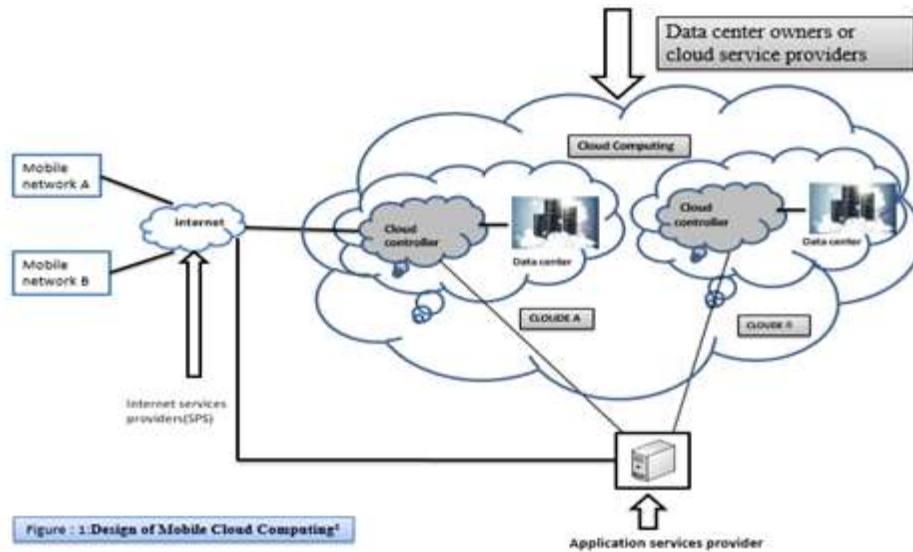 Data center owners or
cloud service providers
Cloud Computing
Mobile
network A
Internet
Mobile
network B
Cloud
controller
Data center
Cloud
controller
Data center
CLOUDE A
CLOUDE
Internet services
providers(SPS)
Figure : 1:Design of Mobile Cloud Computing
Application services provider